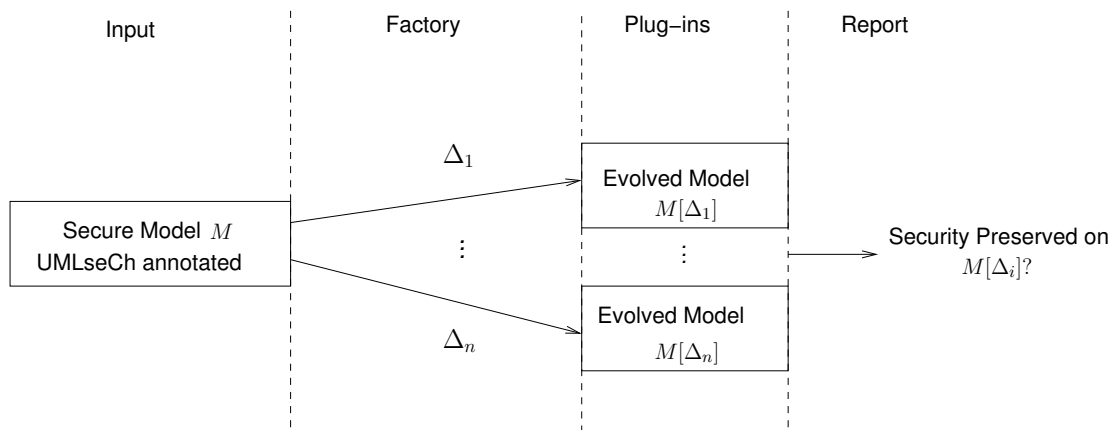 Input
Factory
Plug−ins
Report
Δ₁
Secure Model M
UMLseCh annotated
⋮
Δₙ
Evolved Model
M[Δ₁]
⋮
Evolved Model
M[Δₙ]
Security Preserved on
M[Δᵢ]?